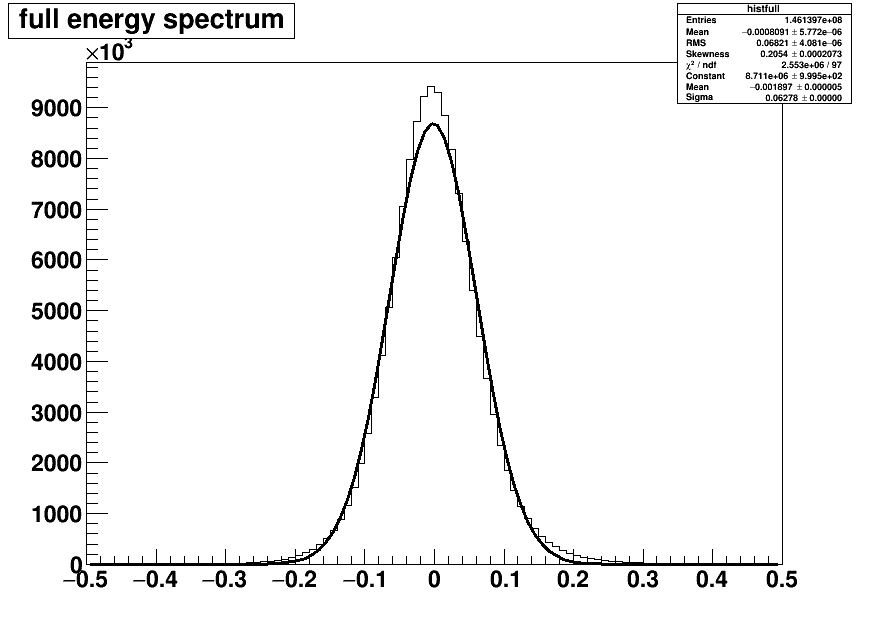 full energy spectrum
×10³
histfull
Entries 1.461397e+08
Mean −0.0008091 ± 5.772e−06
RMS 0.06821 ± 4.081e−06
Skewness 0.2054 ± 0.0002073
χ² / ndf 2.553e+06 / 97
Constant 8.711e+06 ± 9.995e+02
Mean −0.001897 ± 0.000005
Sigma 0.06278 ± 0.00000
9000
8000
7000
6000
5000
4000
3000
2000
1000
0
−0.5 −0.4 −0.3 −0.2 −0.1 0 0.1 0.2 0.3 0.4 0.5